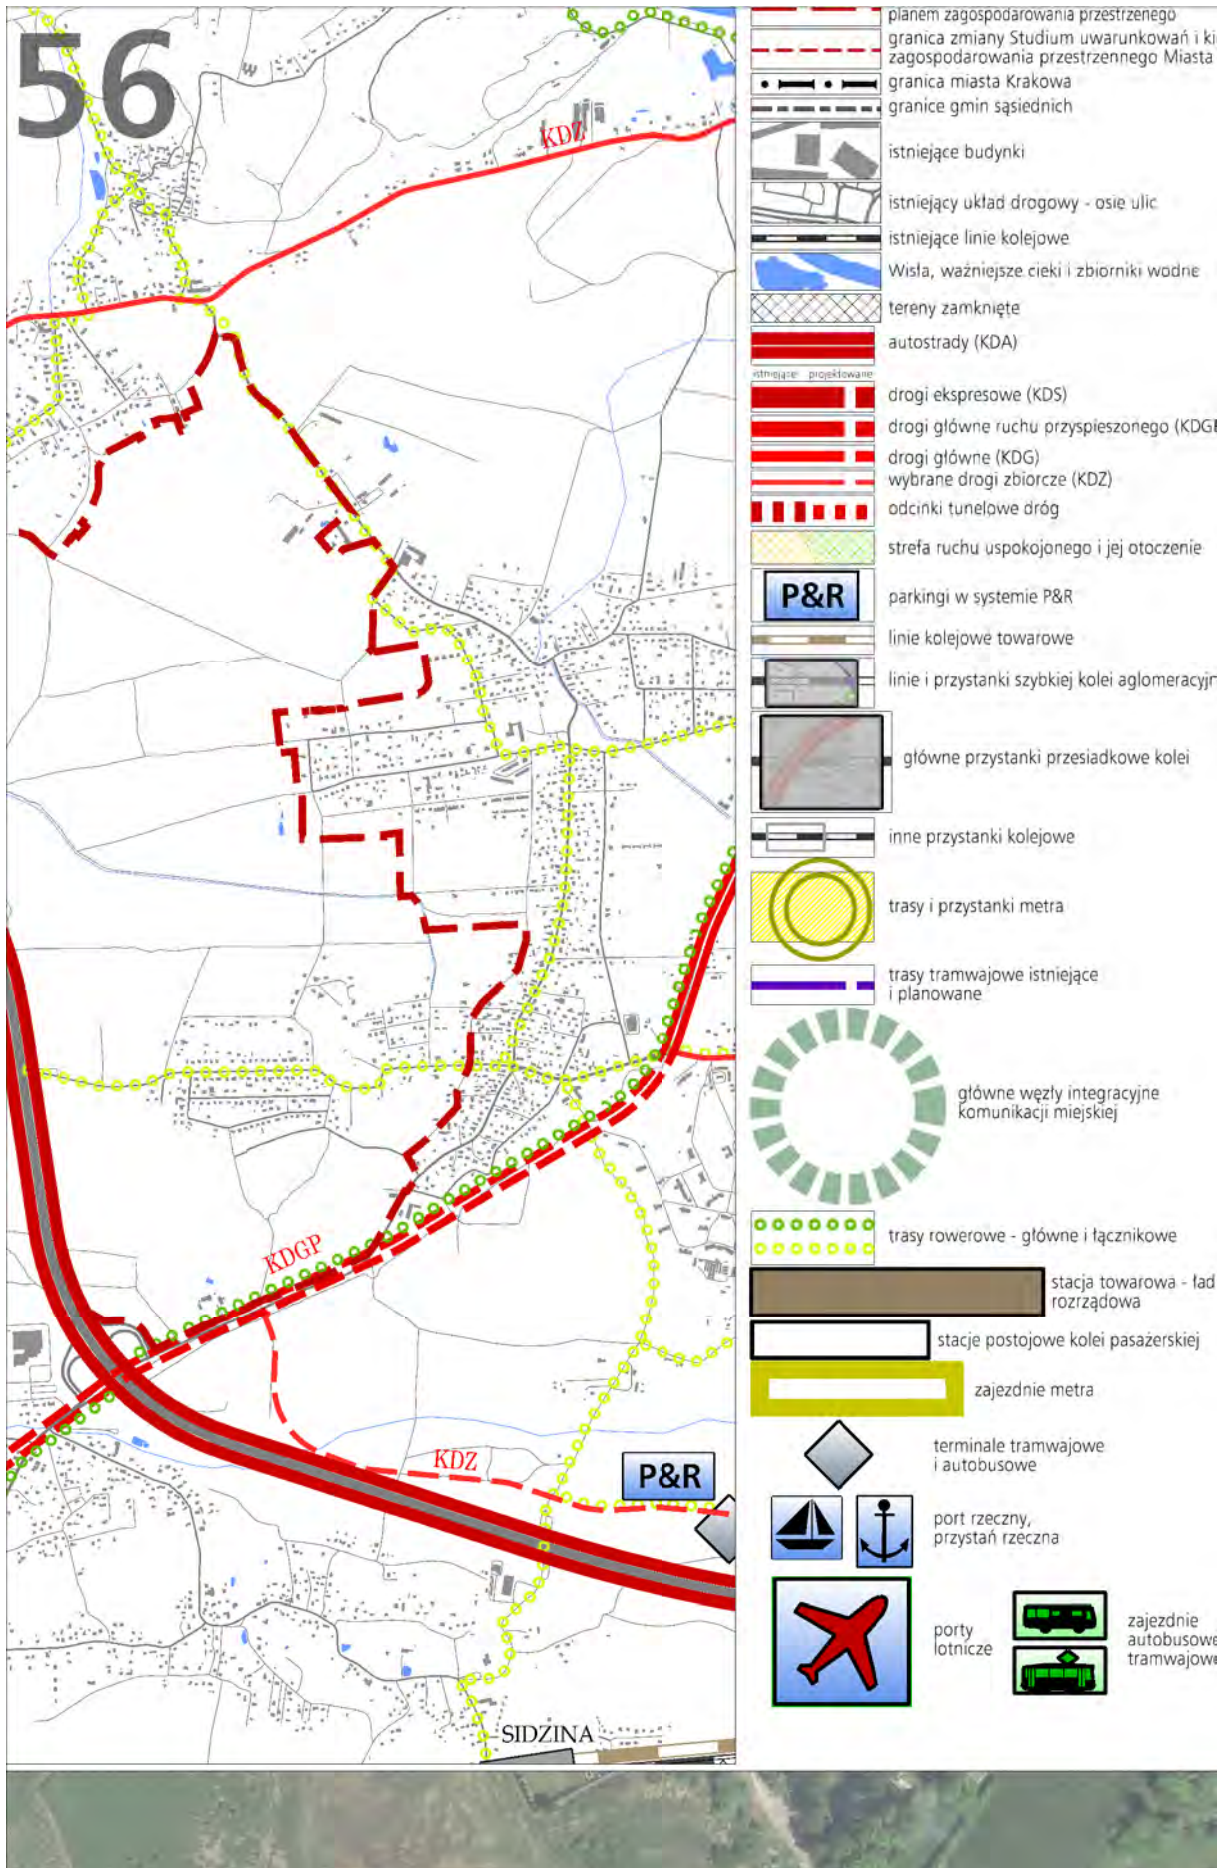 56
KDZ
KDGP
KDZ
P&R
SIDZINA
planem zagospodarowania przestrzenego
granica zmiany Studium uwarunkowań i
zagospodarowania przestrzennego Miasta
granica miasta Krakowa
granice gmin sąsiednich
istniejące budynki
istniejący układ drogowy - osie ulic
istniejące linie kolejowe
Wisła, ważniejsze cieki i zbiorniki wodne
tereny zamknięte
autostrady (KDA)
istniejące projektowane
drogi ekspresowe (KDS)
drogi główne ruchu przyspieszonego
drogi główne (KDG)
wybrane drogi zbiorcze (KDZ)
odcinki tunelowe dróg
strefa ruchu uspokojonego i jej otoczenie
P&R
parkingi w systemie P&R
linie kolejowe towarowe
linie i przystanki szybkiej kolei
główne przystanki przesiadkowe kolei
inne przystanki kolejowe
trasy i przystanki metra
trasy tramwajowe istniejące
i planowane
główne węzły integracyjne
komunikacji miejskiej
trasy rowerowe - główne i łącznikowe
stacja towarowa -
rozrządowa
stacje postojowe kolei pasażerskiej
zajezdnie metra
terminale tramwajowe
i autobusowe
port rzeczny,
przystań rzeczna
porty
lotnicze
zajezdnie
autobusowe
tramwajowe